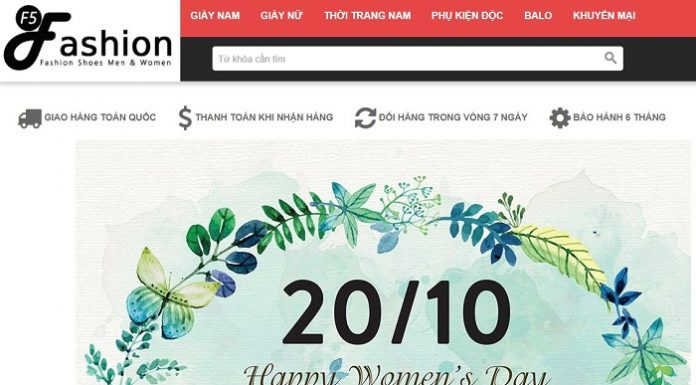 F5
Fashion
Fashion Shoes Men & Women
GIÀY NAM GIÀY NỮ THỜI TRANG NAM PHỤ KIỆN ĐỘC BALO KHUYẾN MẠI
Từ khóa cần tìm
GIAO HÀNG TOÀN QUỐC THANH TOÁN KHI NHẬN HÀNG ĐỔI HÀNG TRONG VÒNG 7 NGÀY BẢO HÀNH 6 THÁNG
20/10
Happy Women's Day